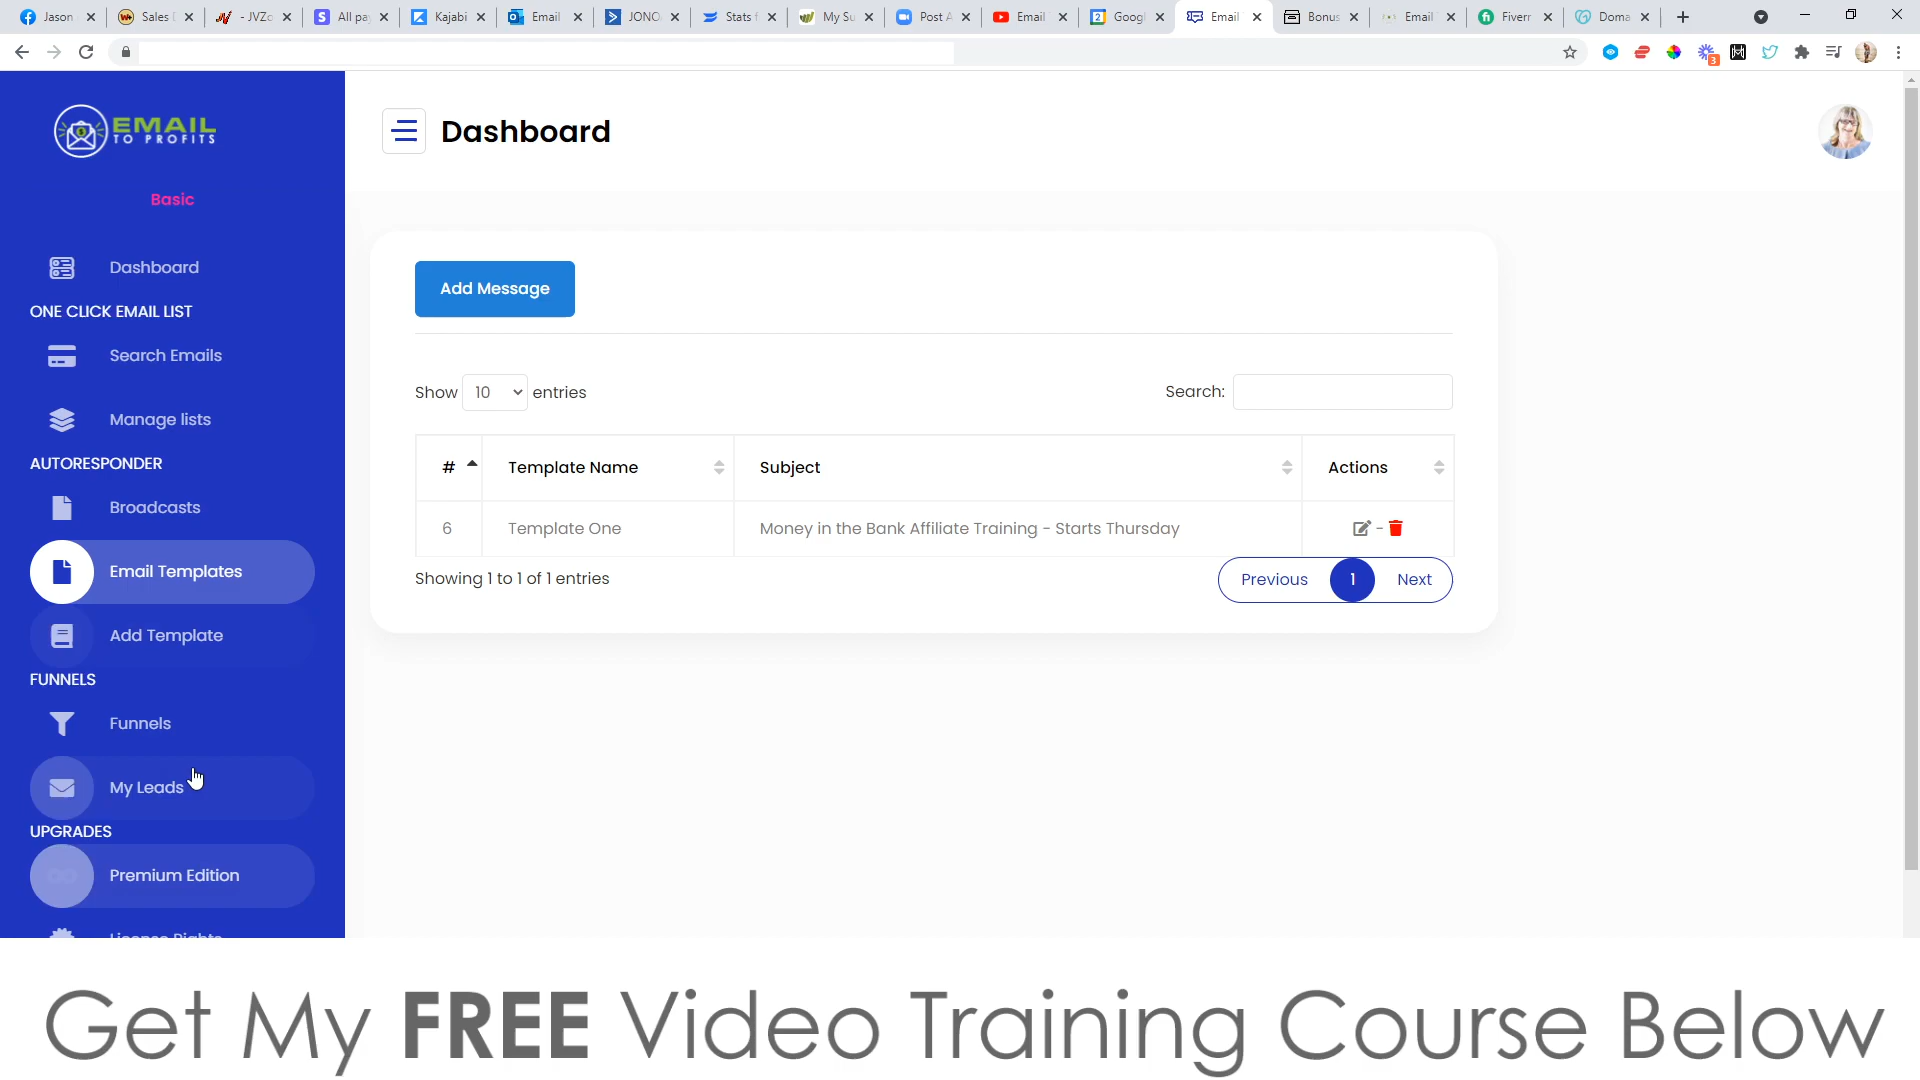 Jason
Sales
- JVZo
All pa
Kajabi
Email
JONO
Stats f
My Su
Post A
Email
Googl
Email
Bonus
Email
Fiverr
Doma
3
EMAIL
TO PROFITS
Basic
Dashboard
ONE CLICK EMAIL LIST
Search Emails
Manage lists
AUTORESPONDER
Broadcasts
Email Templates
Add Template
FUNNELS
Funnels
My Leads
UPGRADES
Premium Edition
License Rights
Dashboard
Add Message
Show 10 entries
Search:
# Template Name Subject Actions
6 Template One Money in the Bank Affiliate Training - Starts Thursday -
Showing 1 to 1 of 1 entries
Previous 1 Next
Get My FREE Video Training Course Below